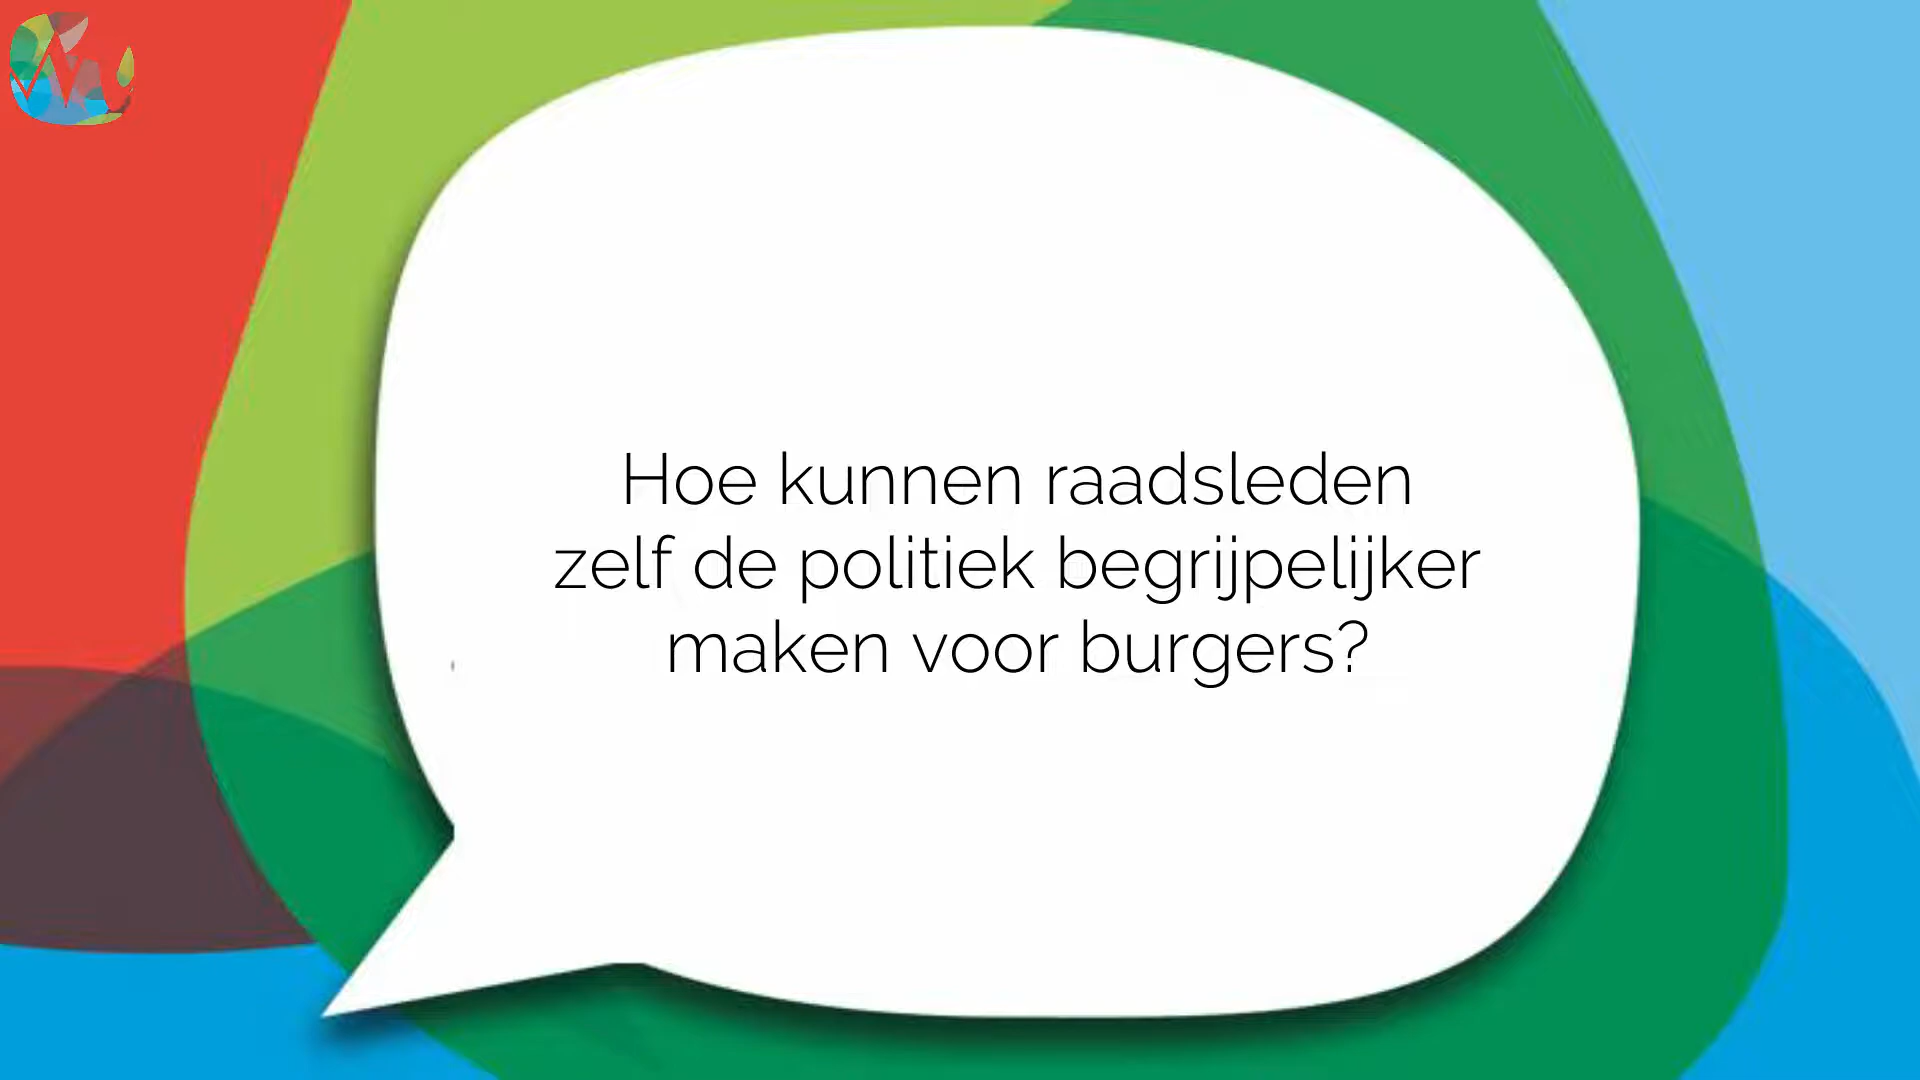 Hoe kunnen raadsleden
zelf de politiek begrijpelijker
maken voor burgers?